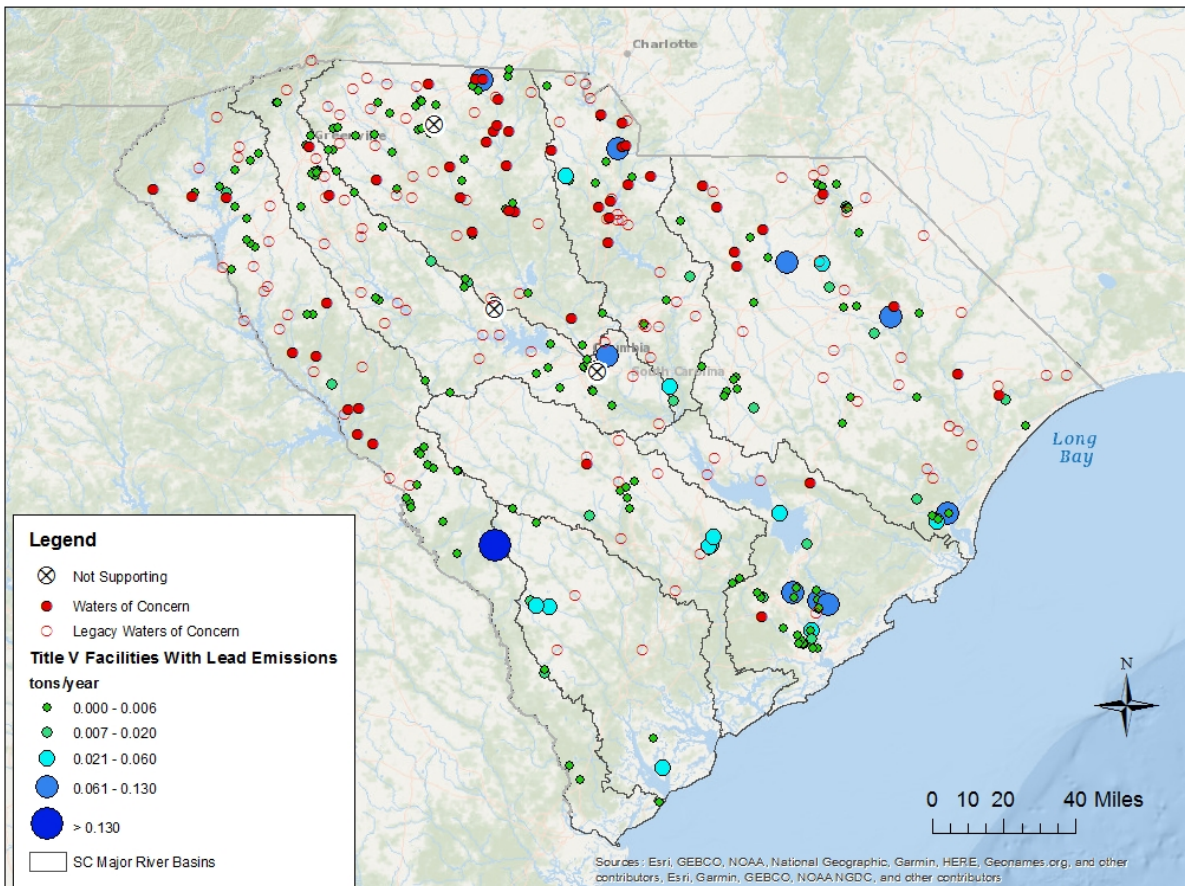 Charlotte
Greenville
Columbia
South Carolina
Long
Bay
Legend
Not Supporting
Waters of Concern
Legacy Waters of Concern
Title V Facilities With Lead Emissions
tons/year
0.000 - 0.006
0.007 - 0.020
0.021 - 0.060
0.061 - 0.130
> 0.130
SC Major River Basins
N
0 10 20 40 Miles
Sources: Esri, GEBCO, NOAA, National Geographic, Garmin, HERE, Geonames.org, and other
contributors, Esri, Garmin, GEBCO, NOAA NGDC, and other contributors